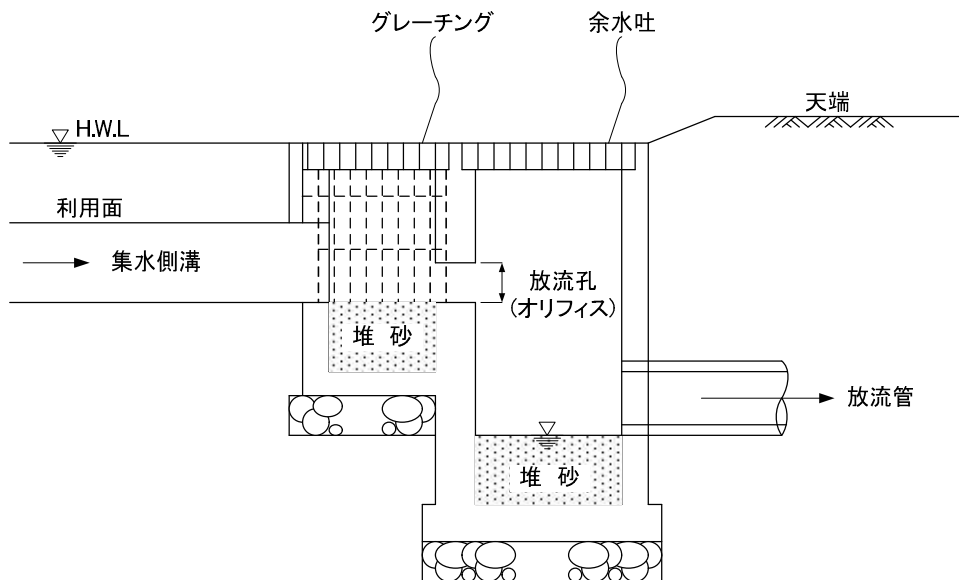 グレーチング
余水吐
天端
H.W.L
利用面
集水側溝
放流孔
(オリフィス)
堆 砂
放流管
堆 砂